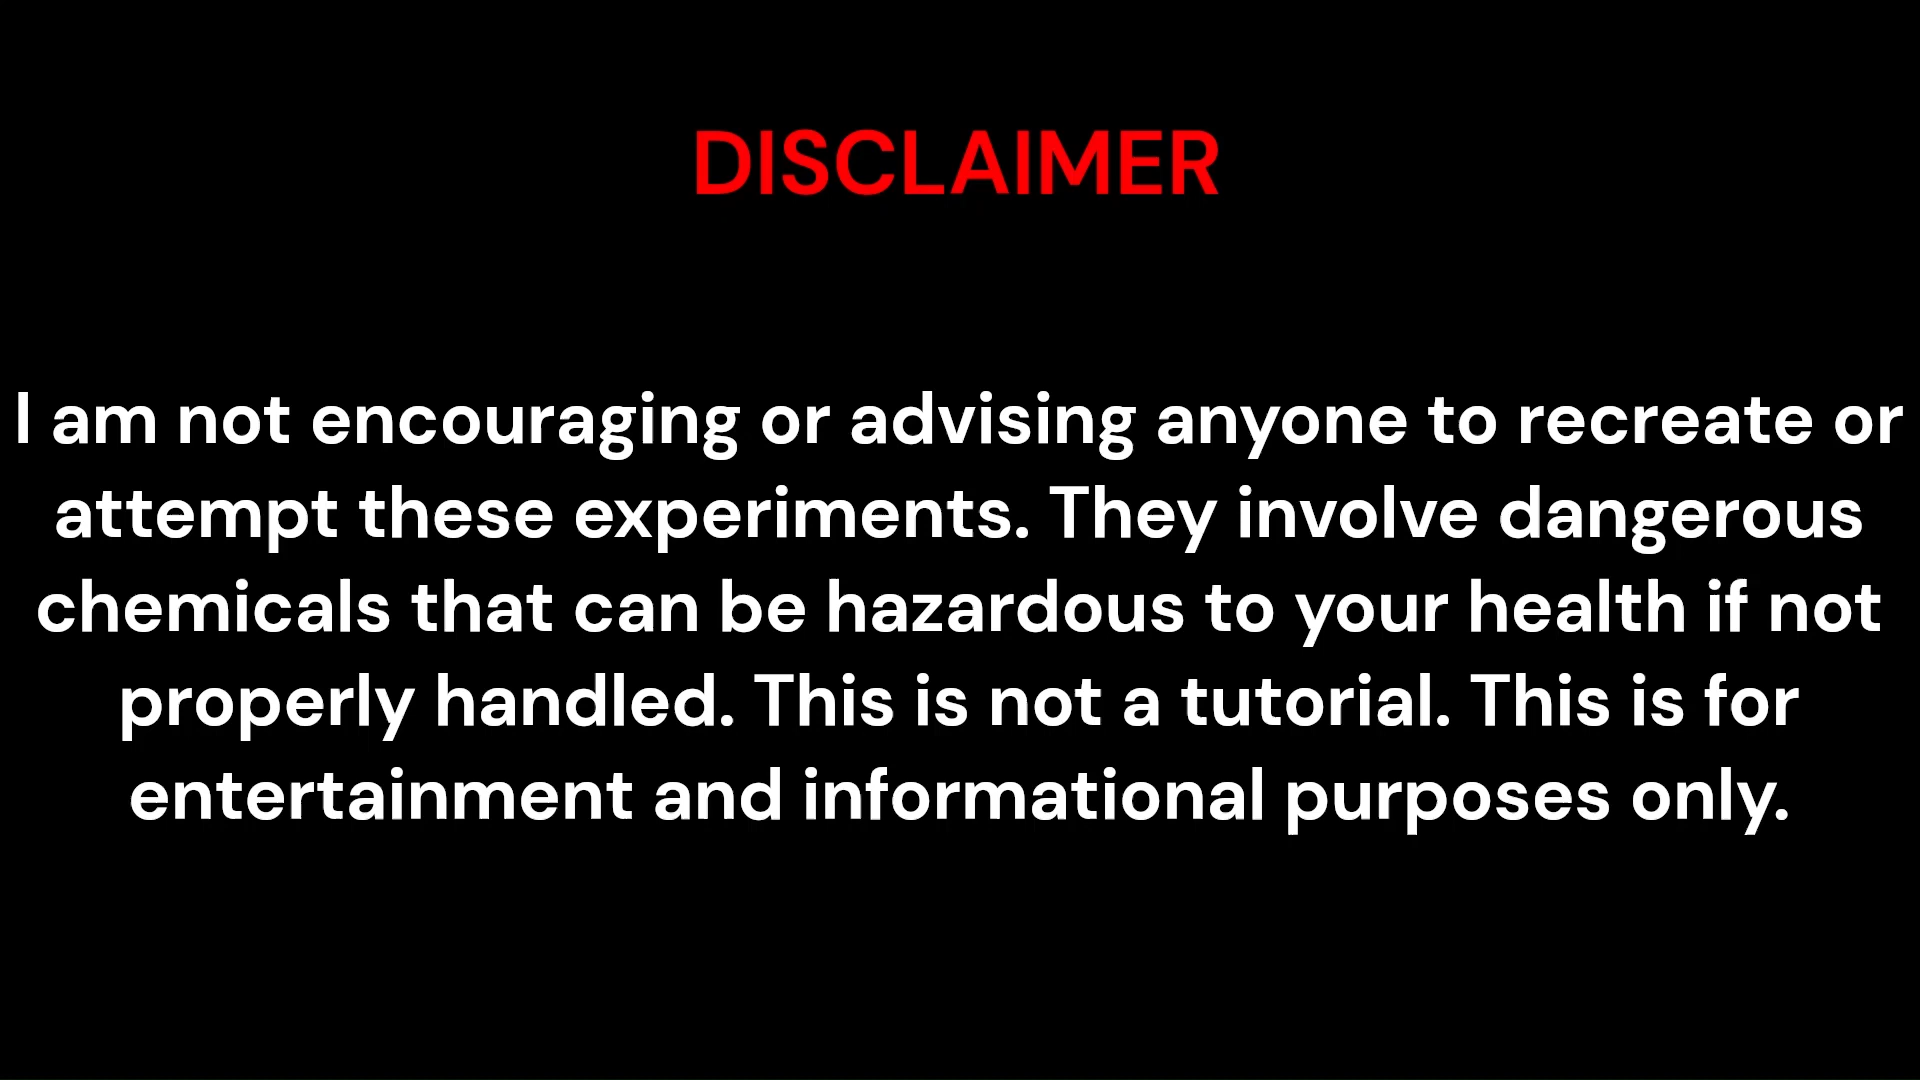 DISCLAIMER
I am not encouraging or advising anyone to recreate or
attempt these experiments. They involve dangerous
chemicals that can be hazardous to your health if not
properly handled. This is not a tutorial. This is for
entertainment and informational purposes only.